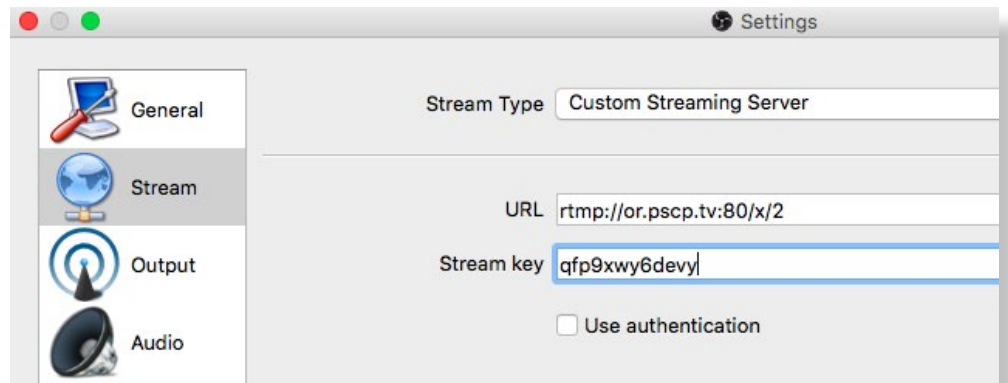 Settings
General
Stream Type Custom Streaming Server
Stream
URL rtmp://or.pscp.tv:80/x/2
Stream key qfp9xwy6devy
Output
Use authentication
Audio